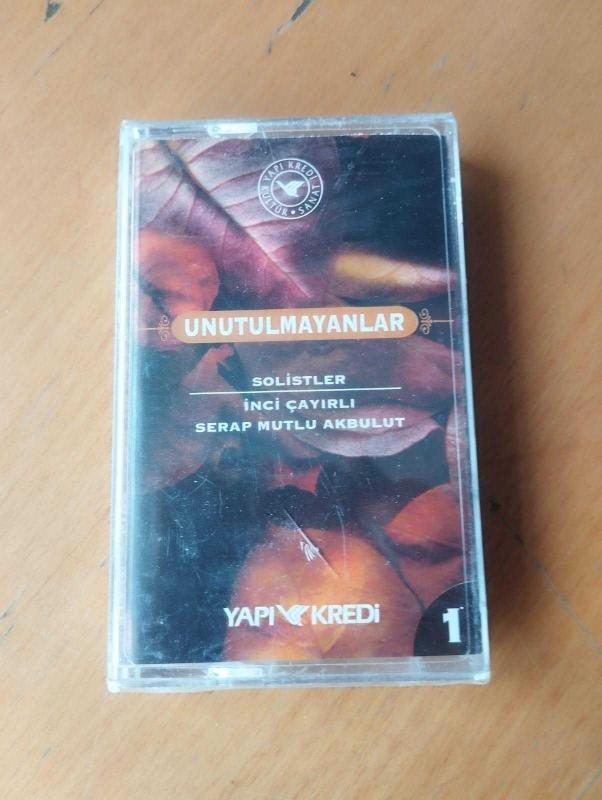 YAPI KREDİ
KÜLTÜR • SANAT
UNUTULMAYANLAR
SOLİSTLER
İNCİ ÇAYIRLI
SERAP MUTLU AKBULUT
YAPI KREDİ
1